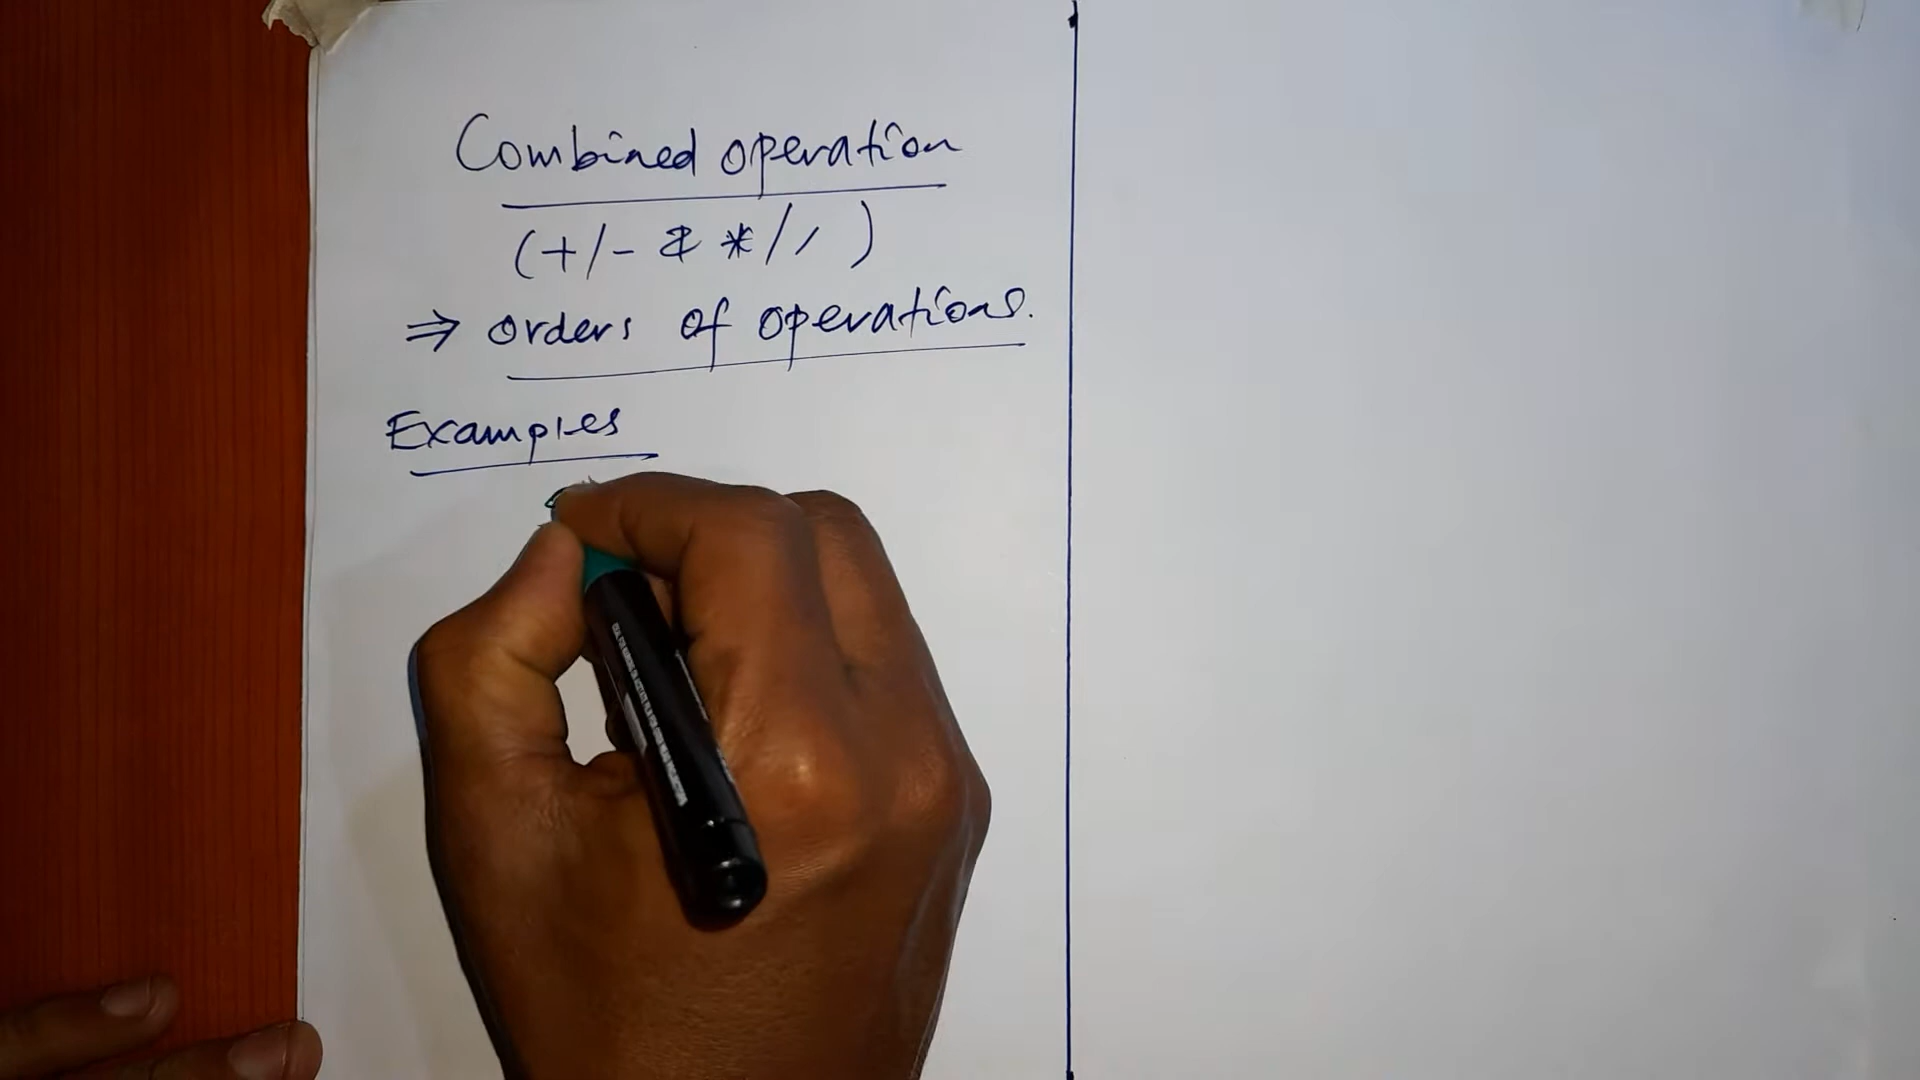 Combined operation
(+/- & */ / )
⇒ orders of operations.
Examples